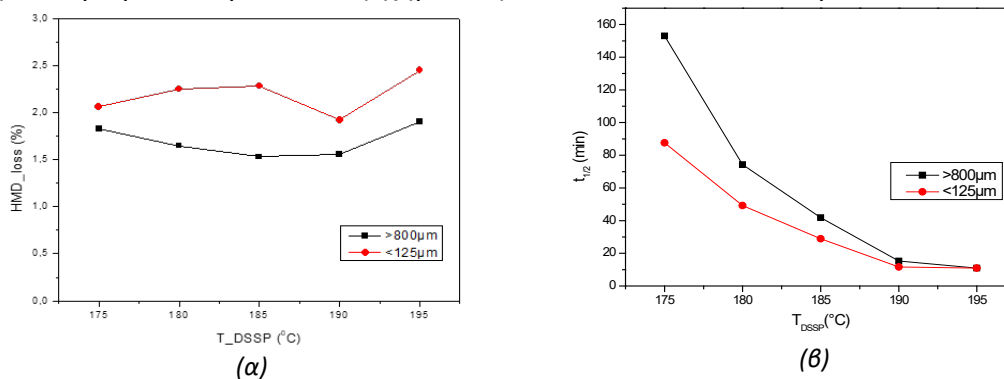 3,0
2,5
2,0
1,5
1,0
0,5
0,0
HMD_loss (%)
>800µm
<125µm
175 180 185 190 195
T_DSSP (°C)
(α)
160
140
120
100
80
60
40
20
0
t1/2 (min)
>800µm
<125µm
175 180 185 190 195
TDSSP(°C)
(β)